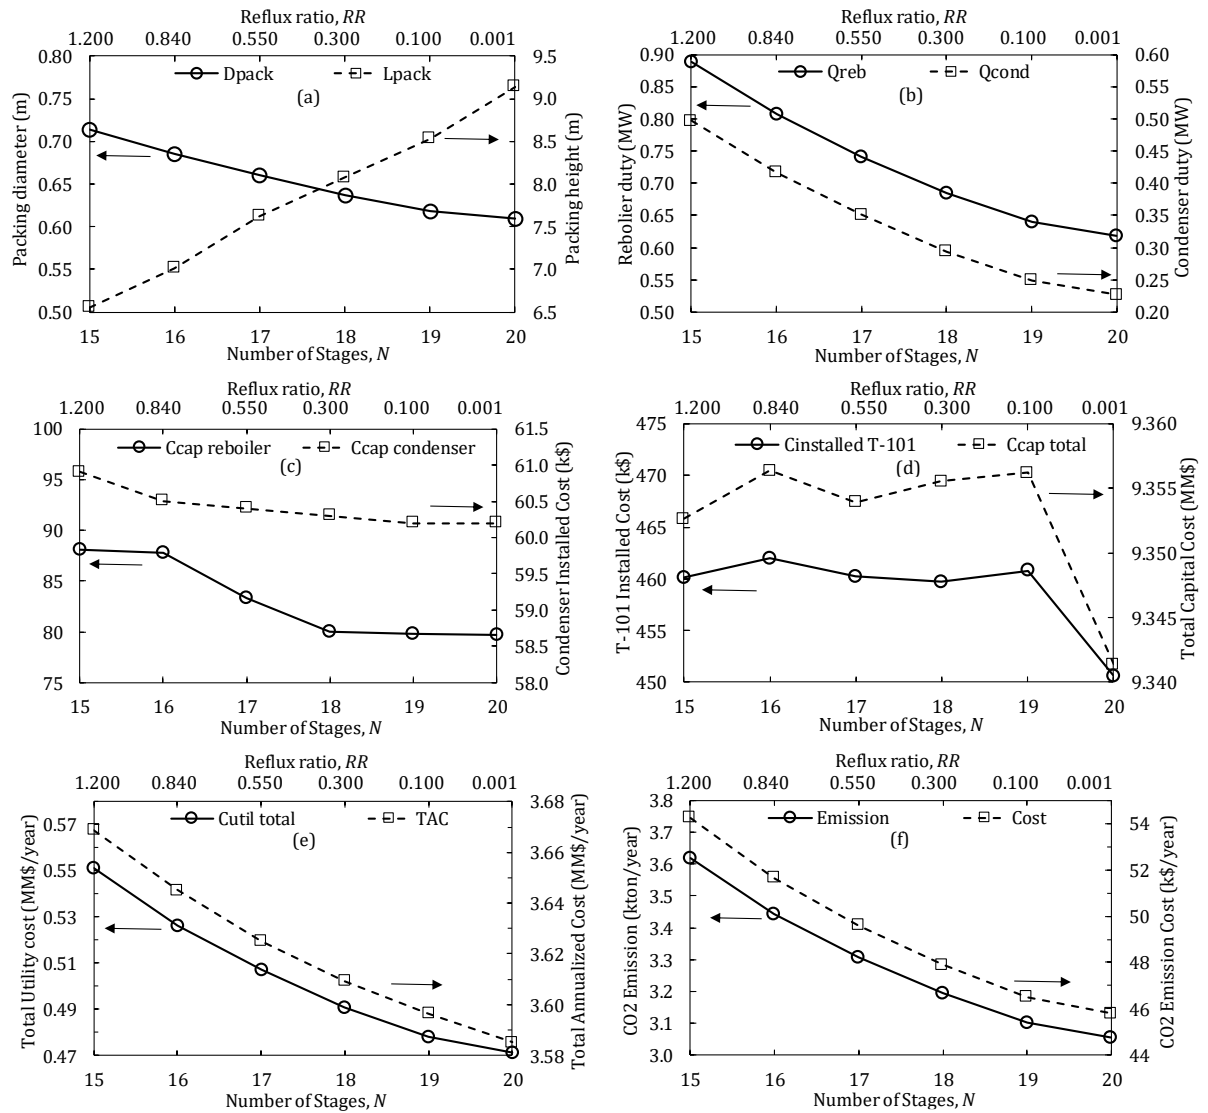 Reflux ratio, RR
1.200 0.840 0.550 0.300 0.100 0.001
Dpack Lpack
(a)
Packing diameter (m)
0.80
0.75
0.70
0.65
0.60
0.55
0.50
Packing height (m)
9.5
9.0
8.5
8.0
7.5
7.0
6.5
15 16 17 18 19 20
Number of Stages, N
Reflux ratio, RR
1.200 0.840 0.550 0.300 0.100 0.001
Qreb Qcond
(b)
Rebolier duty (MW)
0.90
0.85
0.80
0.75
0.70
0.65
0.60
0.55
0.50
Condenser duty (MW)
0.60
0.55
0.50
0.45
0.40
0.35
0.30
0.25
0.20
15 16 17 18 19 20
Number of Stages, N
Reflux ratio, RR
1.200 0.840 0.550 0.300 0.100 0.001
Ccap reboiler Ccap condenser
(c)
100
95
90
85
80
75
Condenser Installed Cost (k$)
61.5
61.0
60.5
60.0
59.5
59.0
58.5
58.0
15 16 17 18 19 20
Number of Stages, N
Reflux ratio, RR
1.200 0.840 0.550 0.300 0.100 0.001
Cinstalled T-101 Ccap total
(d)
T-101 Installed Cost (k$)
475
470
465
460
455
450
Total Capital Cost (MM$)
9.360
9.355
9.350
9.345
9.340
15 16 17 18 19 20
Number of Stages, N
Reflux ratio, RR
1.200 0.840 0.550 0.300 0.100 0.001
Cutil total TAC
(e)
Total Utility cost (MM$/year)
0.57
0.55
0.53
0.51
0.49
0.47
Total Annualized Cost (MM$/year)
3.68
3.66
3.64
3.62
3.60
3.58
15 16 17 18 19 20
Number of Stages, N
Reflux ratio, RR
1.200 0.840 0.550 0.300 0.100 0.001
Emission Cost
(f)
CO2 Emission (kton/year)
3.8
3.7
3.6
3.5
3.4
3.3
3.2
3.1
3.0
CO2 Emission Cost (k$/year)
54
52
50
48
46
44
15 16 17 18 19 20
Number of Stages, N